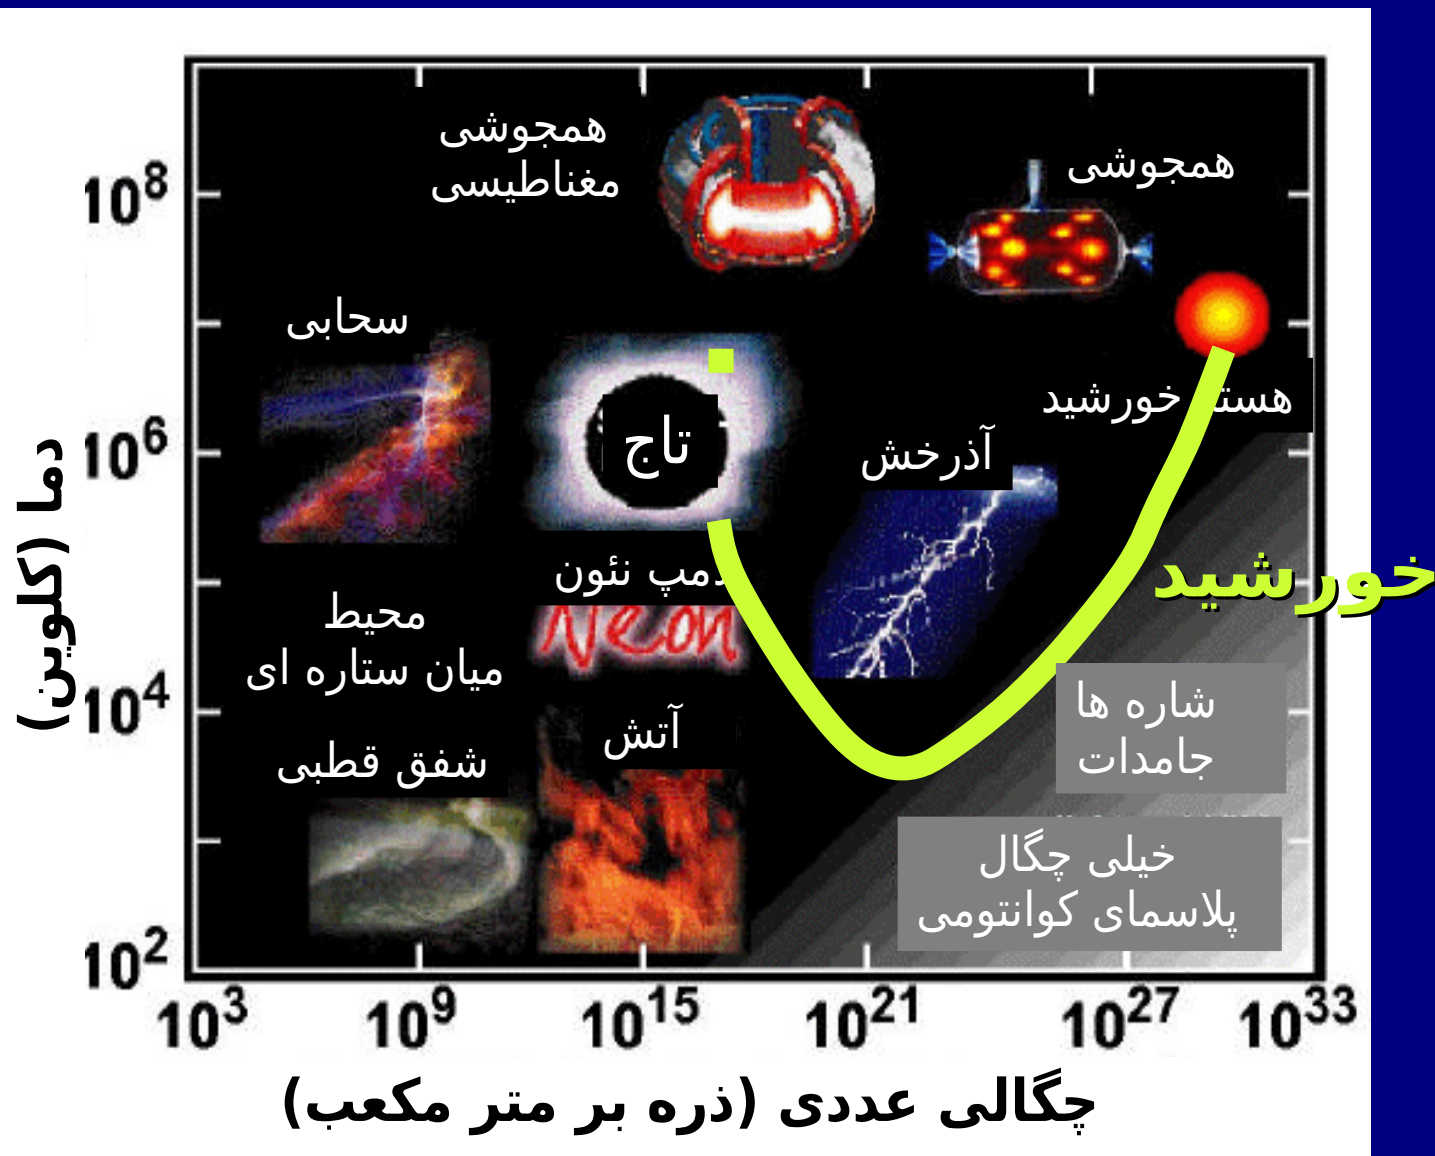 همجوشی
مغناطیسی
همجوشی
10⁸
سحابی
هسته خورشید
تاج
آذرخش
10⁶
دما (کلوین)
لامپ نئون
Neon
خورشید
محیط
میان ستاره ای
شاره ها
جامدات
10⁴
آتش
شفق قطبی
خیلی چگال
پلاسمای کوانتومی
10²
10³ 10⁹ 10¹⁵ 10²¹ 10²⁷ 10³³
چگالی عددی (ذره بر متر مکعب)